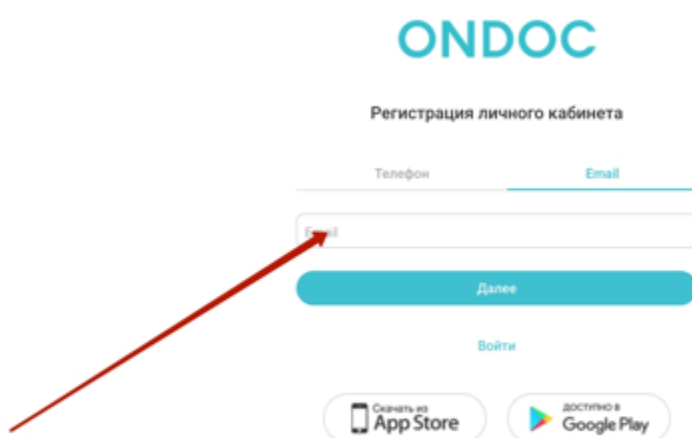 ONDOC
Регистрация личного кабинета
Телефон Email
Email
Далее
Войти
Скачать из
App Store
ДОСТУПНО В
Google Play